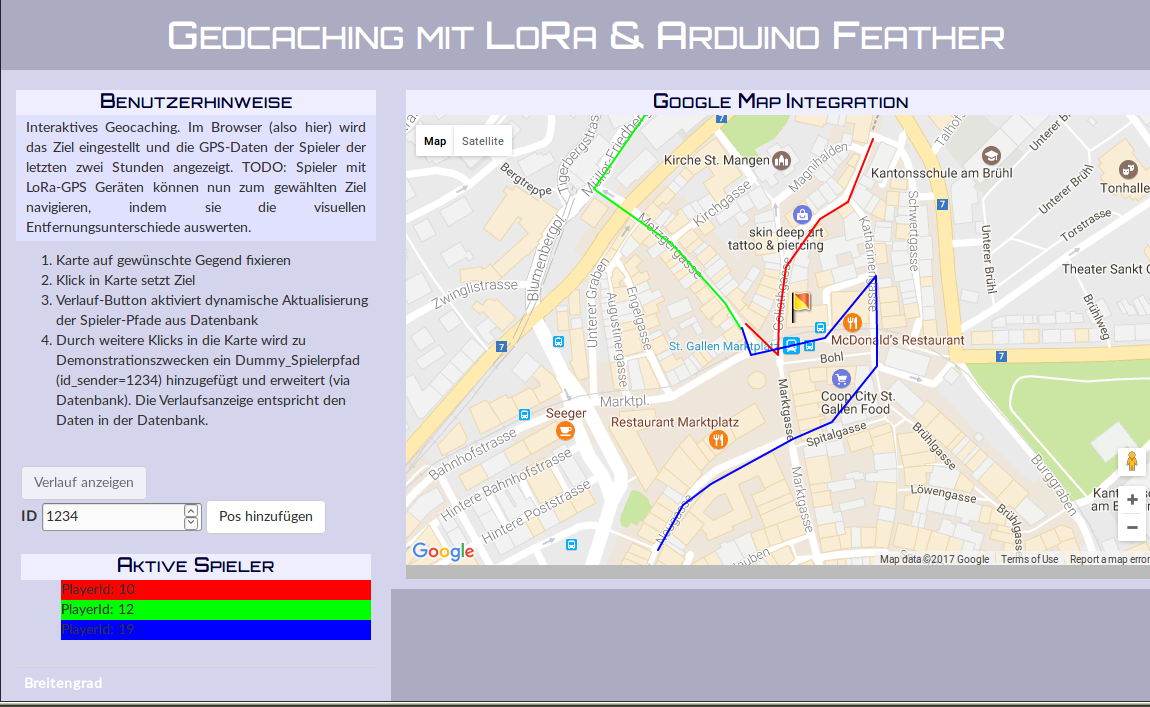 Geocaching mit LoRa & Arduino Feather
Benutzerhinweise
Interaktives Geocaching. Im Browser (also hier) wird
das Ziel eingestellt und die GPS-Daten der Spieler der
letzten zwei Stunden angezeigt. TODO: Spieler mit
LoRa-GPS Geräten können nun zum gewählten Ziel
navigieren, indem sie die visuellen
Entfernungsunterschiede auswerten.
1. Karte auf gewünschte Gegend fixieren
2. Klick in Karte setzt Ziel
3. Verlauf-Button aktiviert dynamische Aktualisierung
der Spieler-Pfade aus Datenbank
4. Durch weitere Klicks in die Karte wird zu
Demonstrationszwecken ein Dummy_Spielerpfad
(id_sender=1234) hinzugefügt und erweitert (via
Datenbank). Die Verlaufsanzeige entspricht den
Daten in der Datenbank.
Verlauf anzeigen
ID 1234 Pos hinzufügen
Aktive Spieler
PlayerId: 10
PlayerId: 12
PlayerId: 19
Breitengrad
Google Map Integration
Map Satellite
7
Kirche St. Mangen
Magnihalden
Kantonsschule am Brühl
Talhof
Unterer B
Tonhalle
Bergtreppe
Müller-Friedberg
Kirchgasse
Metzgergasse
skin deep art
tattoo & piercing
Schwertgasse
7
Unterer Brühl
Torstrasse
Unterer Brühl
Theater Sankt G
Blumenbergpl.
Zwinglistrasse
Unterer Graben
Augustinergasse
Engelgasse
Brühlweg
St. Gallen Marktplatz
McDonald's Restaurant
Bohl
7
7
Coop City St.
Gallen Food
Marktpl.
Marktgasse
Seeger
Restaurant Marktplatz
Spitalgasse
Brühlgasse
Bahnhofstrasse
Hintere Bahnhofstrasse
Hintere Poststrasse
Marktgasse
Löwengasse
Brühlgasse
Burggraben
Neugasse
Google
Map data ©2017 Google Terms of Use Report a map error